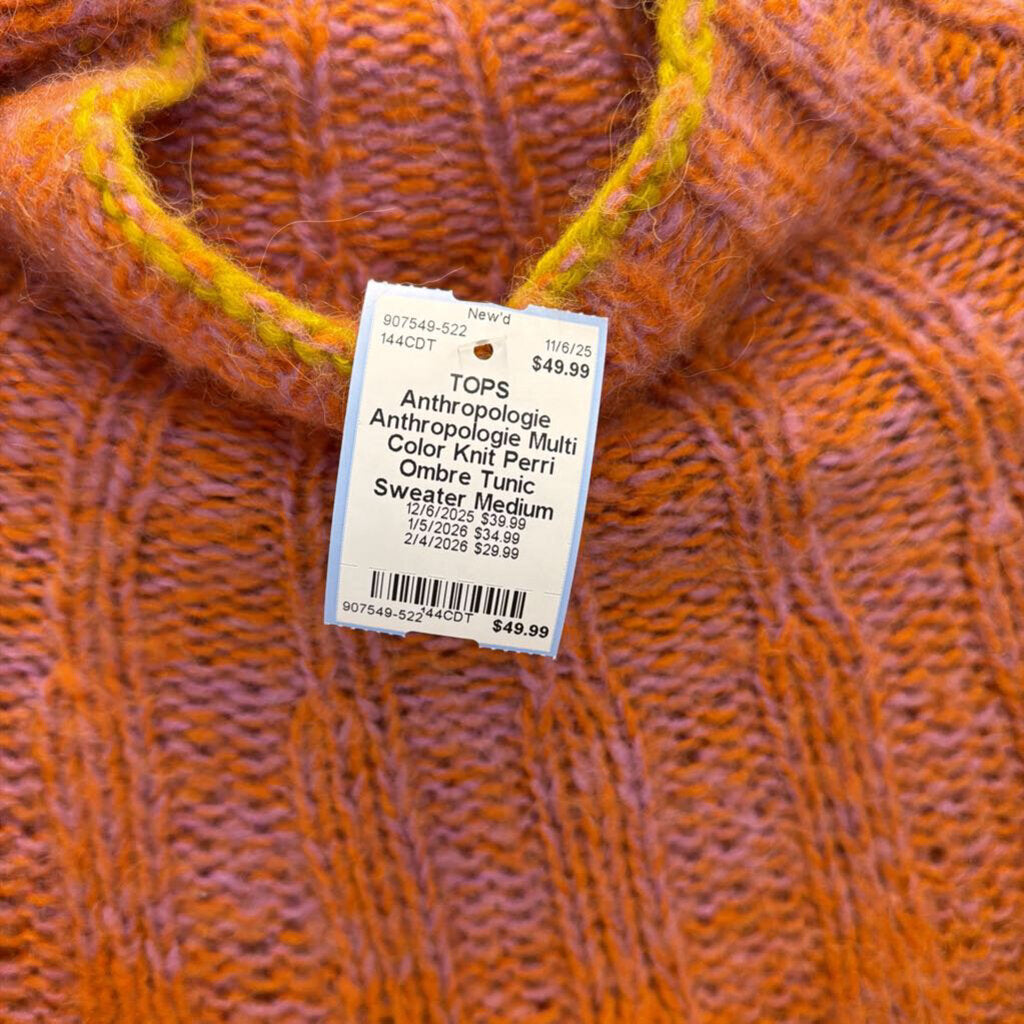 New'd
907549-522
144CDT
11/6/25
$49.99
TOPS
Anthropologie
Anthropologie Multi
Color Knit Perri
Ombre Tunic
Sweater Medium
12/6/2025 $39.99
1/5/2026 $34.99
2/4/2026 $29.99
907549-522 144CDT $49.99